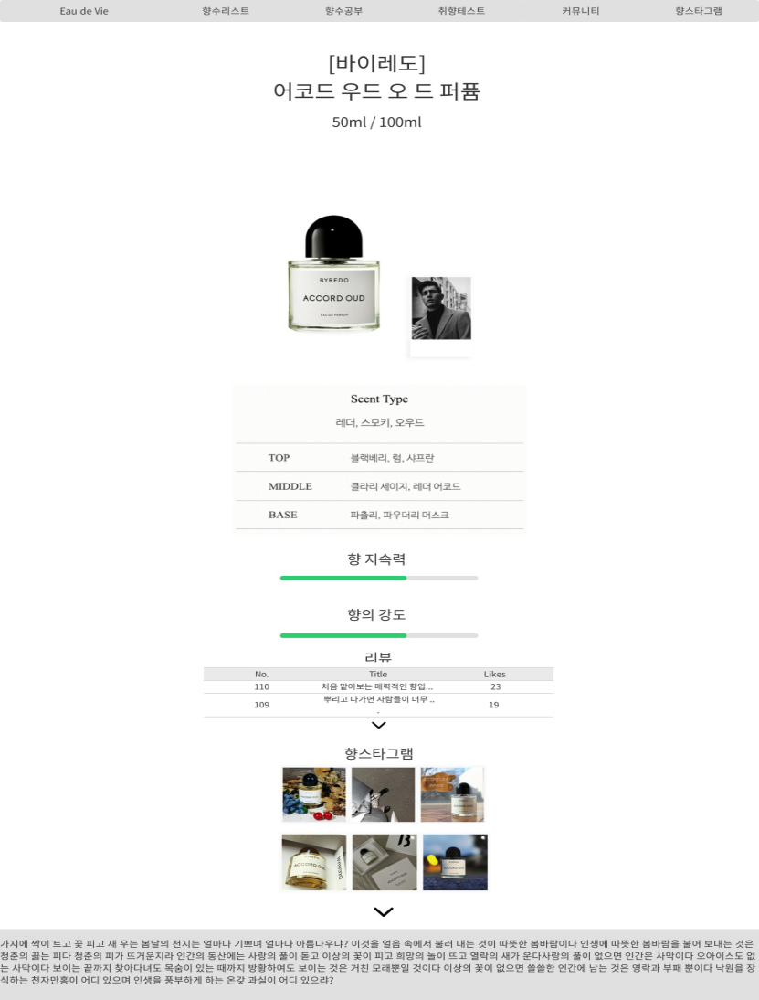 Eau de Vie 향수리스트 향수공부 취향테스트 커뮤니티 향스타그램
[바이레도]
어코드 우드 오 드 퍼퓸
50ml / 100ml
BYREDO
ACCORD OUD
EAU DE PARFUM
Scent Type
레더, 스모키, 오우드
TOP 블랙베리, 럼, 샤프란
MIDDLE 클라리 세이지, 레더 어코드
BASE 파츌리, 파우더리 머스크
향 지속력
향의 강도
리뷰
No. Title Likes
110 처음 맡아보는 매력적인 향입... 23
109 뿌리고 나가면 사람들이 너무 .. 19
.
향스타그램
ACCORD OUD
ACCORD OUD
가지에 싹이 트고 꽃 피고 새 우는 봄날의 천지는 얼마나 기쁘며 얼마나 아름다우냐? 이것을 얼음 속에서 불러 내는 것이 따뜻한 봄바람이다 인생에 따뜻한 봄바람을 불어 보내는 것은
청춘의 끓는 피다 청춘의 피가 뜨거운지라 인간의 동산에는 사랑의 풀이 돋고 이상의 꽃이 피고 희망의 놀이 뜨고 열락의 새가 운다사랑의 풀이 없으면 인간은 사막이다 오아이스도 없
는 사막이다 보이는 끝까지 찾아다녀도 목숨이 있는 때까지 방황하여도 보이는 것은 거친 모래뿐일 것이다 이상의 꽃이 없으면 쓸쓸한 인간에 남는 것은 영락과 부패 뿐이다 낙원을 장
식하는 천자만홍이 어디 있으며 인생을 풍부하게 하는 온갖 과실이 어디 있으랴?